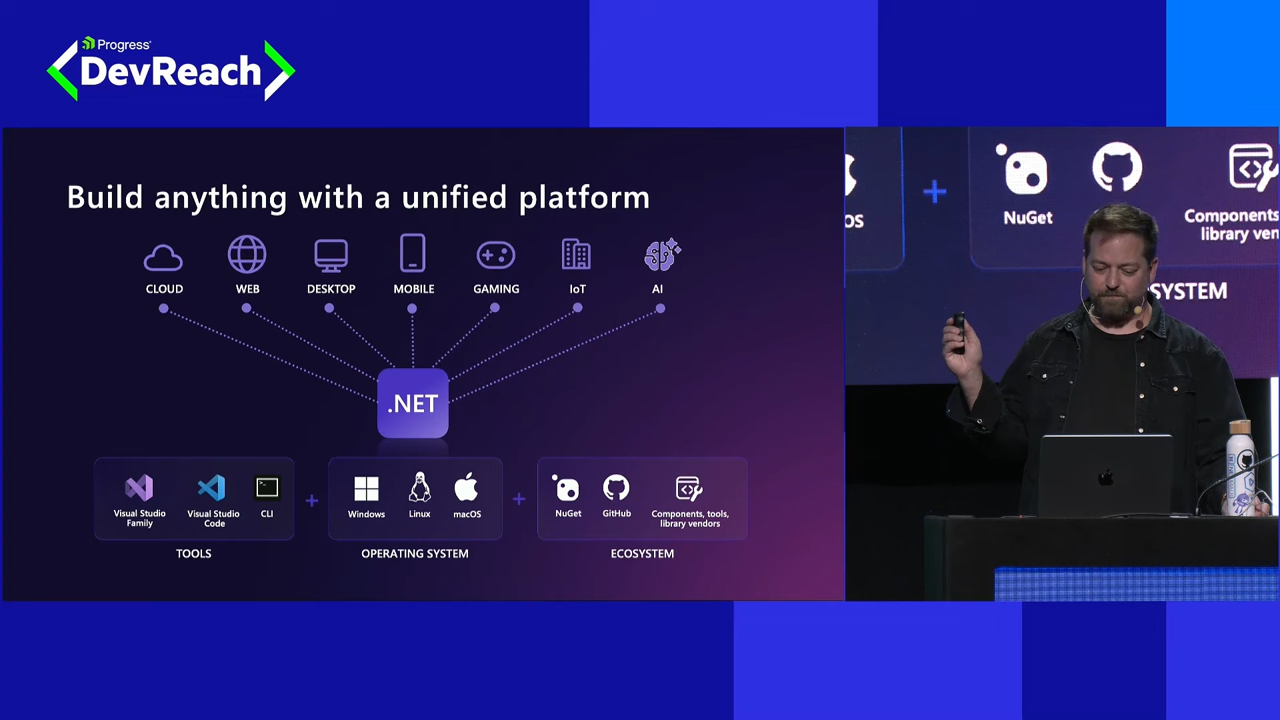 Progress
DevReach
Build anything with a unified platform
CLOUD
WEB
DESKTOP
MOBILE
GAMING
IoT
AI
.NET
Visual Studio
Family
Visual Studio
Code
CLI
TOOLS
+
Windows
Linux
macOS
OPERATING SYSTEM
+
NuGet
GitHub
Components, tools,
library vendors
ECOSYSTEM
OS
+
NuGet
Components
library ven
SYSTEM